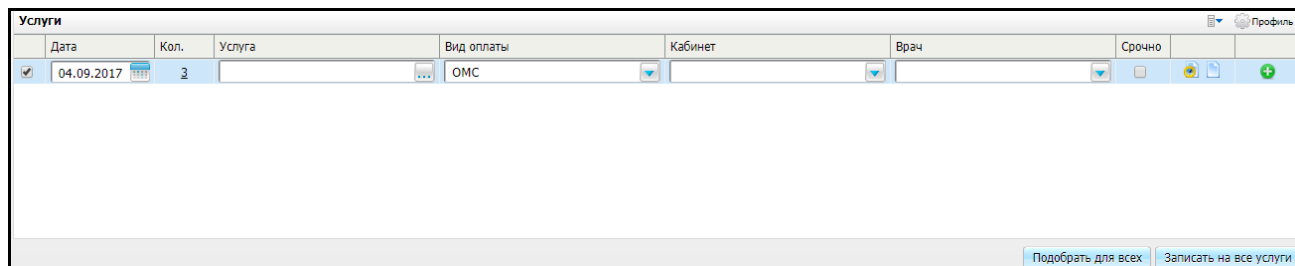 Услуги Профиль
Дата Кол. Услуга Вид оплаты Кабинет Врач Срочно
04.09.2017 3 ... ОМС
Подобрать для всех Записать на все услуги